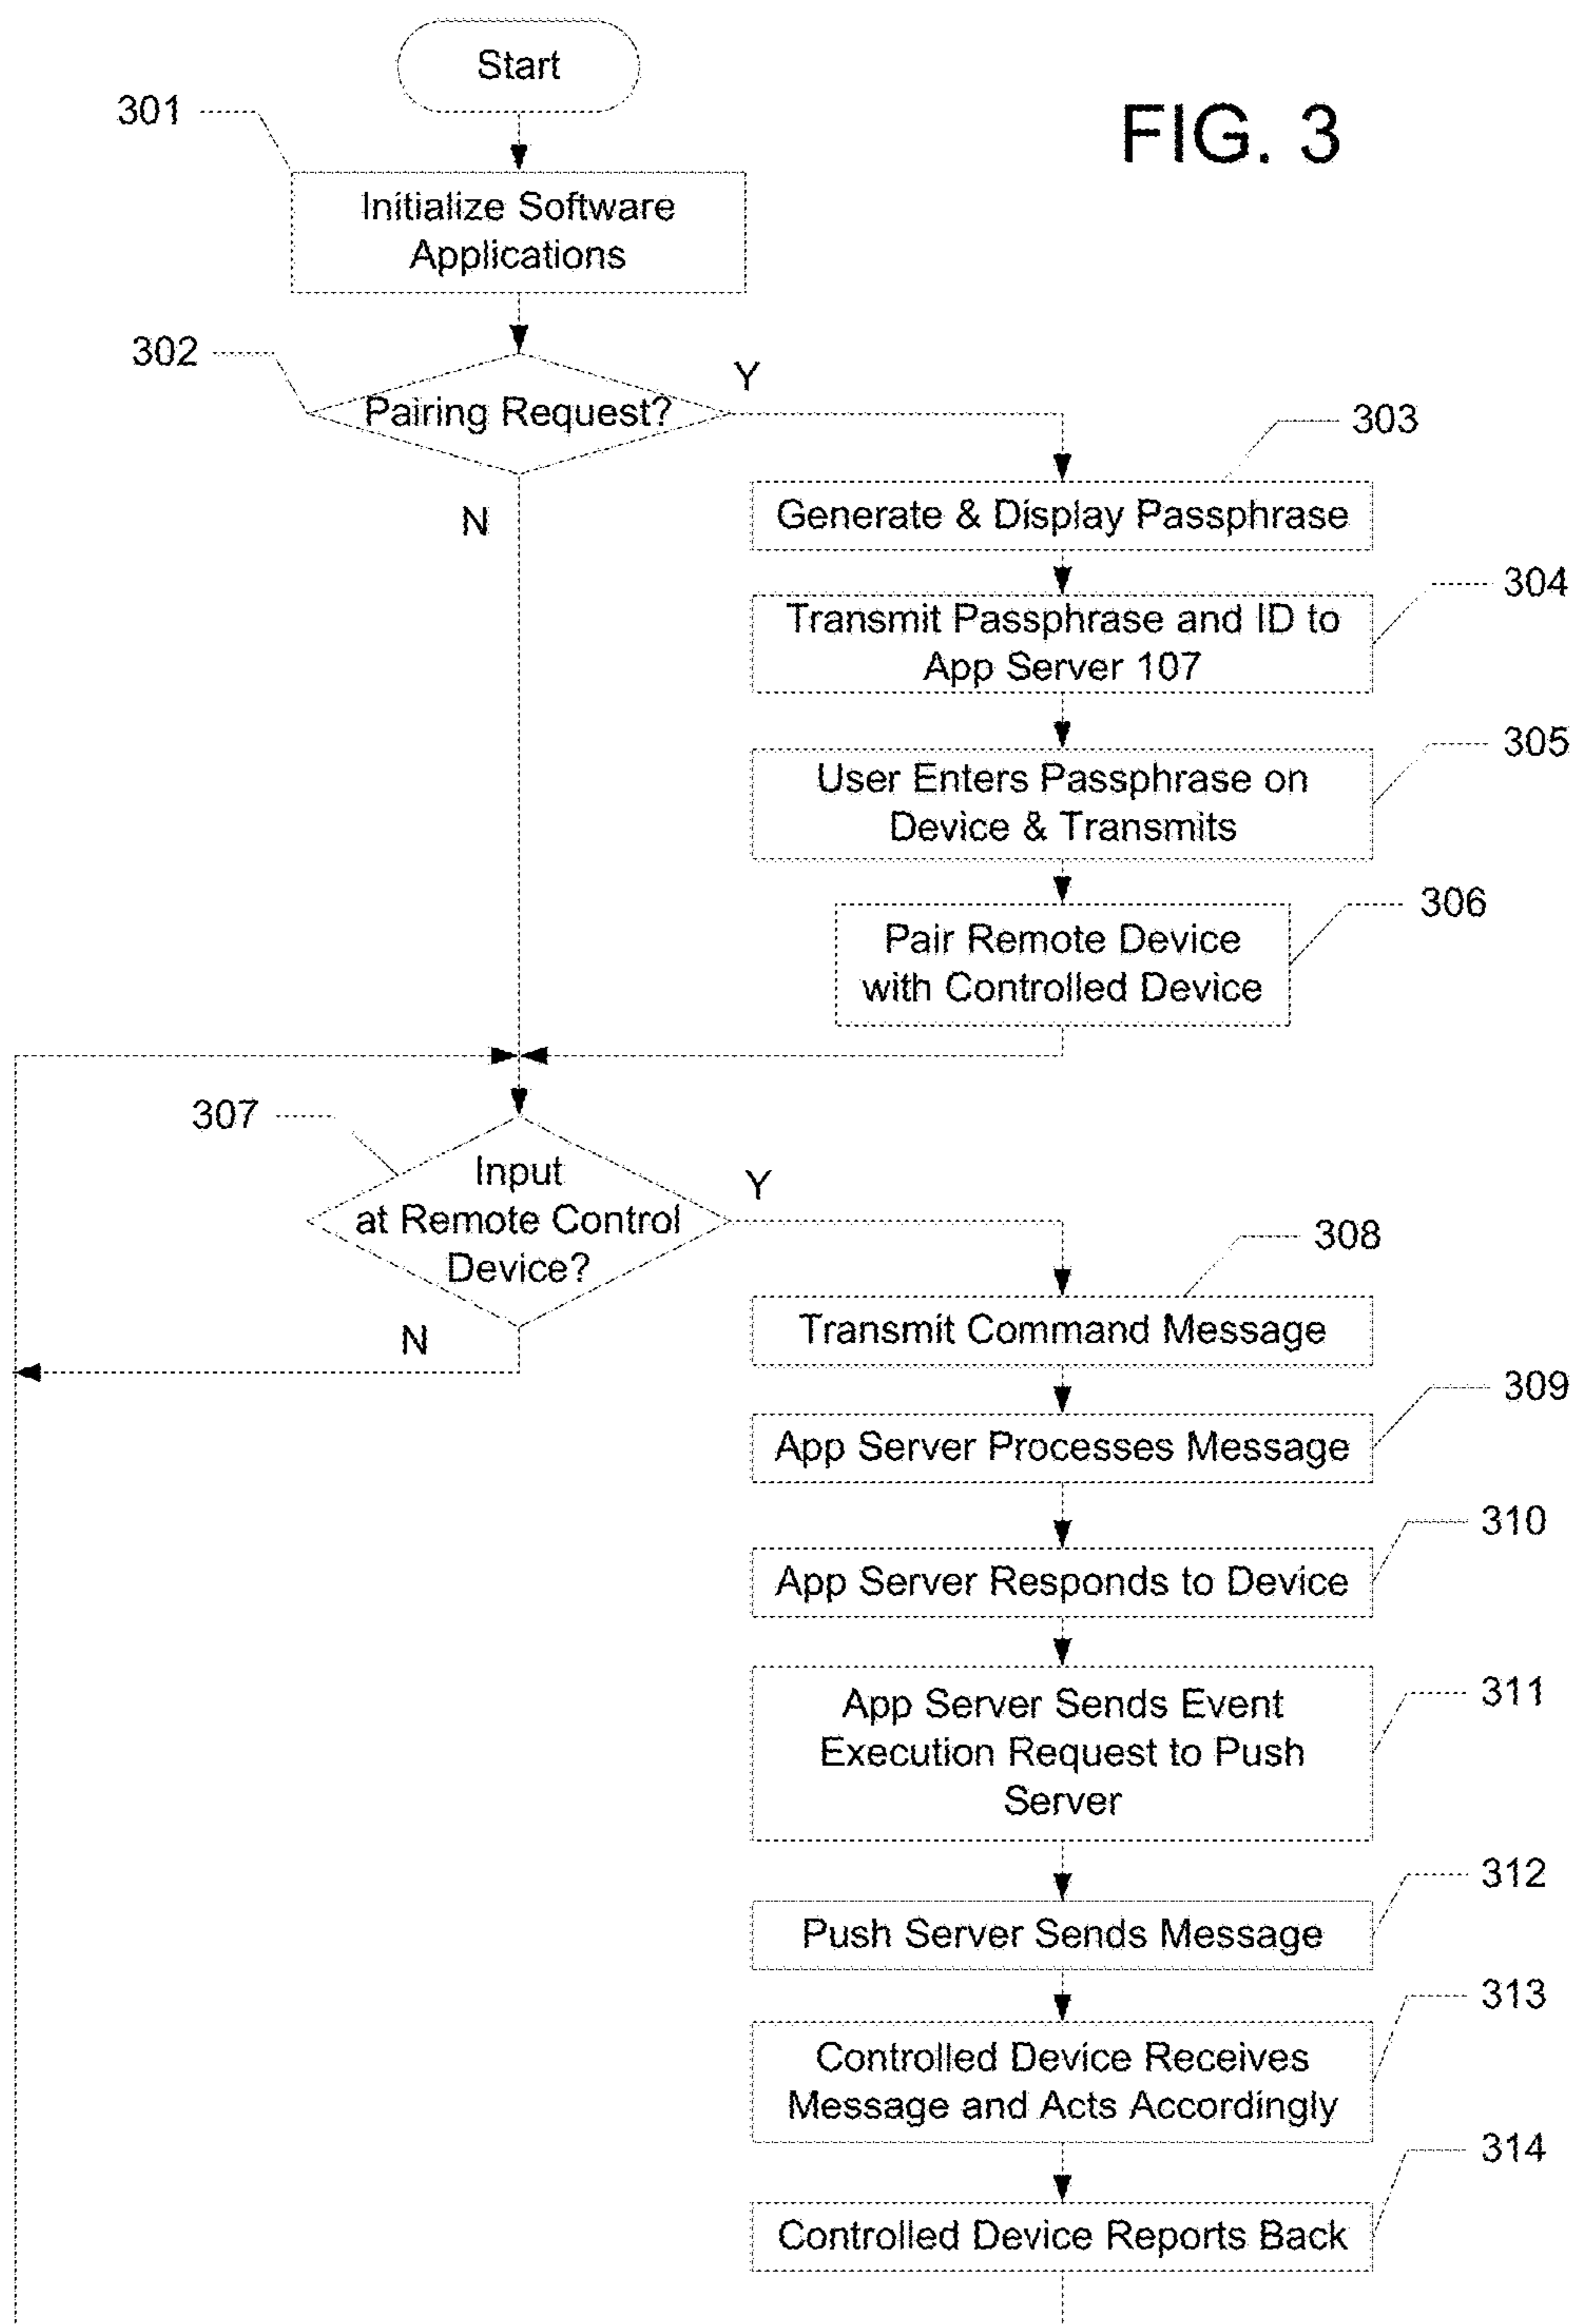 Start
FIG. 3
301
Initialize Software
Applications
302
Pairing Request?
Y
N
303
Generate & Display Passphrase
304
Transmit Passphrase and ID to
App Server 107
305
User Enters Passphrase on
Device & Transmits
306
Pair Remote Device
with Controlled Device
307
Input
at Remote Control
Device?
Y
N
308
Transmit Command Message
309
App Server Processes Message
310
App Server Responds to Device
311
App Server Sends Event
Execution Request to Push
Server
312
Push Server Sends Message
313
Controlled Device Receives
Message and Acts Accordingly
314
Controlled Device Reports Back